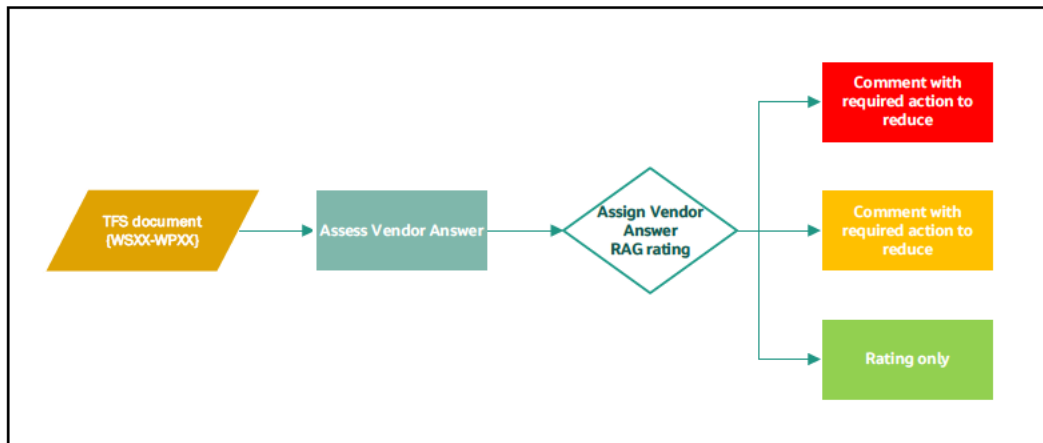 TFS document
(WSXX-WPXX)
Assess Vendor Answer
Assign Vendor
Answer
RAG rating
Comment with
required action to
reduce
Comment with
required action to
reduce
Rating only